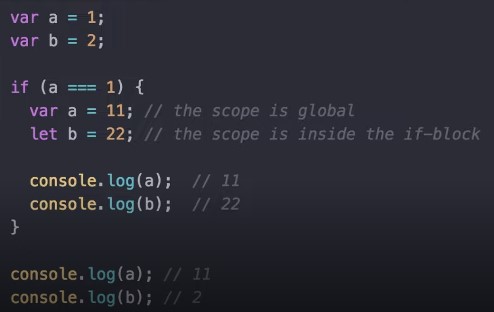 var a = 1;
var b = 2;
if (a === 1) {
var a = 11; // the scope is global
let b = 22; // the scope is inside the if-block
console.log(a); // 11
console.log(b); // 22
}
console.log(a); // 11
console.log(b); // 2